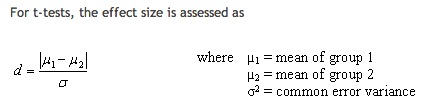 For t-tests, the effect size is assessed as
d = |μ1 − μ2| / σ
where μ1 = mean of group 1
μ2 = mean of group 2
σ² = common error variance